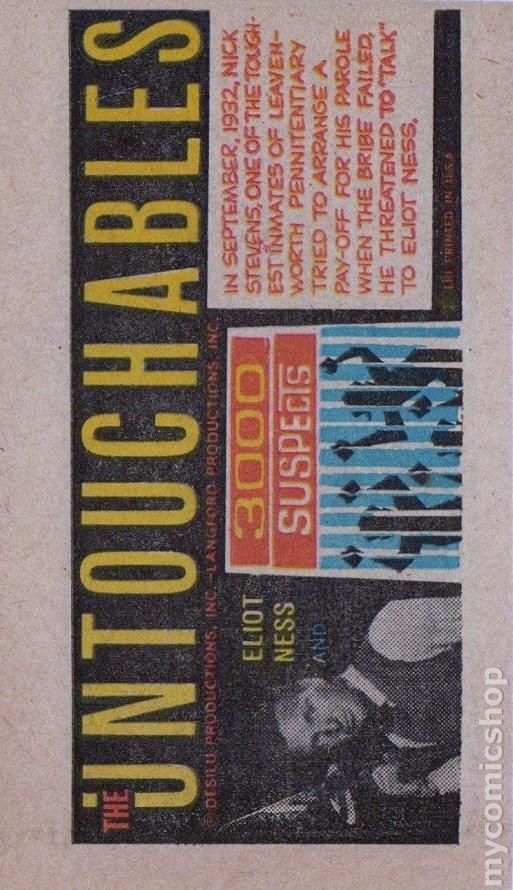 THE
UNTOUCHABLES
© DESILU PRODUCTIONS, INC.—LANGFORD PRODUCTIONS, INC.
ELIOT
NESS
AND
3000
SUSPECTS
IN SEPTEMBER, 1932, NICK
STEVENS, ONE OF THE TOUGH-
EST INMATES OF LEAVEN-
WORTH PENNITENTIARY
TRIED TO ARRANGE A
PAY-OFF FOR HIS PAROLE
WHEN THE BRIBE FAILED,
HE THREATENED TO "TALK"
TO ELIOT NESS.
PRINTED IN U.S.A.
mycomicshop